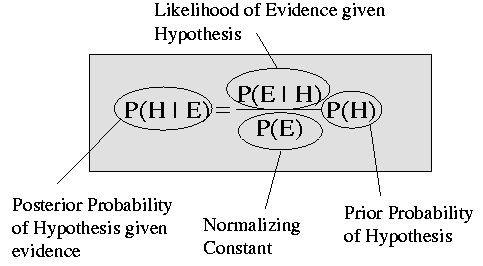 Likelihood of Evidence given
Hypothesis
P(H | E) = P(E | H) P(H)
P(E)
Posterior Probability
of Hypothesis given
evidence
Normalizing
Constant
Prior Probability
of Hypothesis